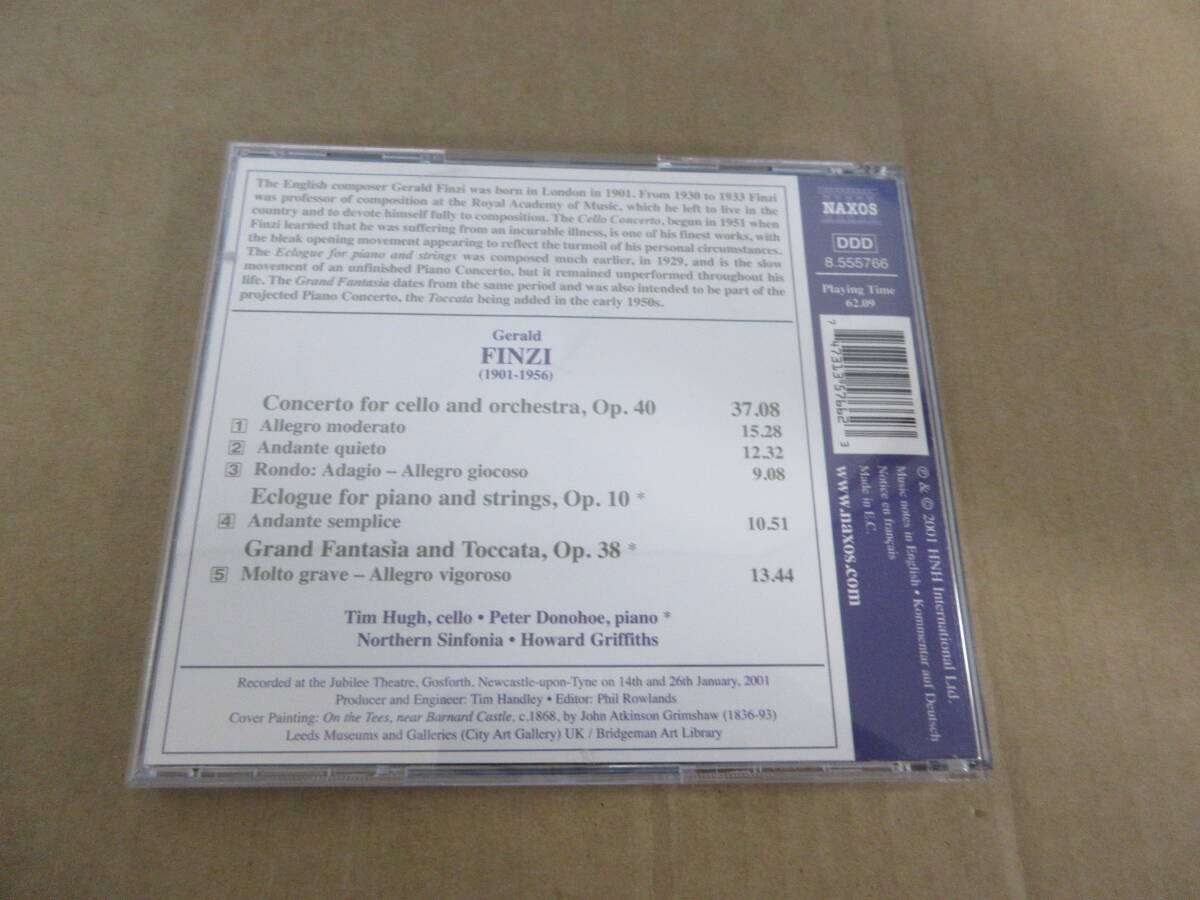 The English composer Gerald Finzi was born in London in 1901. From 1930 to 1933 Finzi
was professor of composition at the Royal Academy of Music, which he left to live in the
country and to devote himself fully to composition. The Cello Concerto, begun in 1951 when
Finzi learned that he was suffering from an incurable illness, is one of his finest works, with
the bleak opening movement appearing to reflect the turmoil of his personal circumstances.
The Eclogue for piano and strings was composed much earlier, in 1929, and is the slow
movement of an unfinished Piano Concerto, but it remained unperformed throughout his
life. The Grand Fantasia dates from the same period and was also intended to be part of the
projected Piano Concerto, the Toccata being added in the early 1950s.
Gerald
FINZI
(1901-1956)
Concerto for cello and orchestra, Op. 40 37.08
1 Allegro moderato 15.28
2 Andante quieto 12.32
3 Rondo: Adagio – Allegro giocoso 9.08
Eclogue for piano and strings, Op. 10 *
4 Andante semplice 10.51
Grand Fantasia and Toccata, Op. 38 *
5 Molto grave – Allegro vigoroso 13.44
Tim Hugh, cello • Peter Donohoe, piano *
Northern Sinfonia • Howard Griffiths
Recorded at the Jubilee Theatre, Gosforth, Newcastle-upon-Tyne on 14th and 26th January, 2001
Producer and Engineer: Tim Handley • Editor: Phil Rowlands
Cover Painting: On the Tees, near Barnard Castle, c.1868, by John Atkinson Grimshaw (1836-93)
Leeds Museums and Galleries (City Art Gallery) UK / Bridgeman Art Library
NAXOS
DDD
8.555766
Playing Time
62.09
7 47313 57662 3
℗ & © 2001 HNH International Ltd.
Music notes in English • Kommentar auf Deutsch
Notice en français
Made in E.C.
www.naxos.com